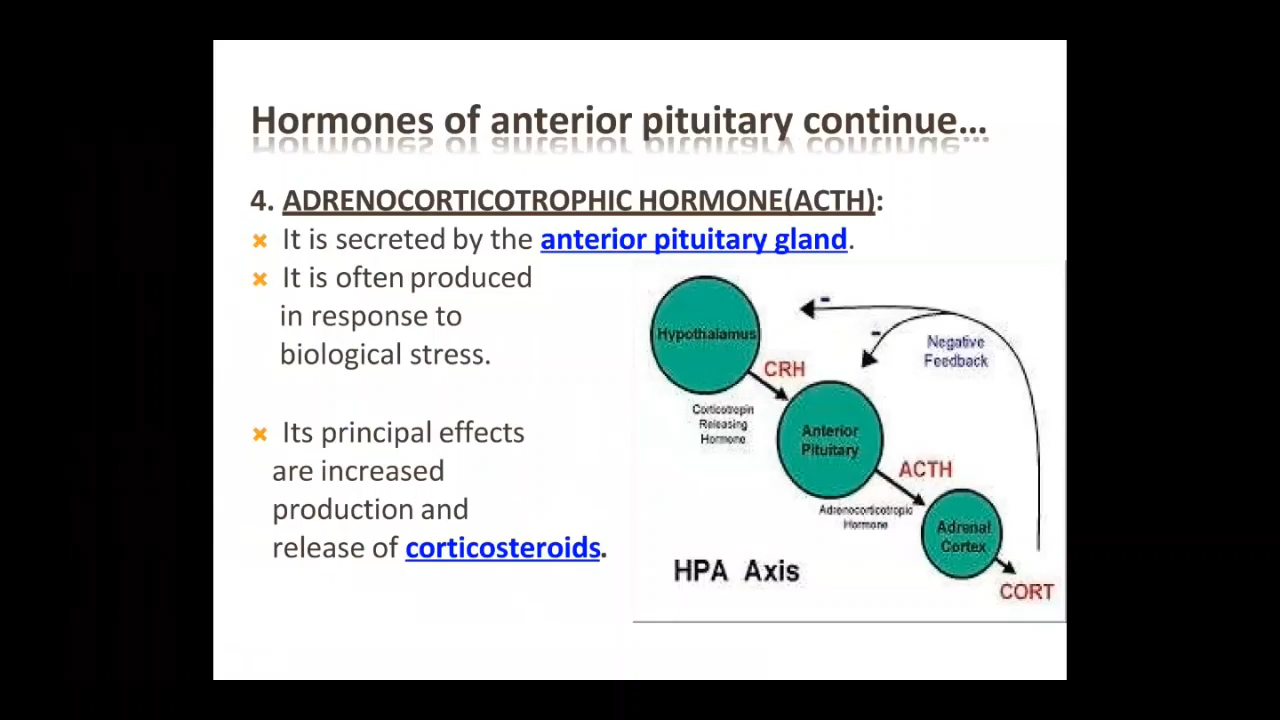 Hormones of anterior pituitary continue...
4. ADRENOCORTICOTROPHIC HORMONE(ACTH):
It is secreted by the anterior pituitary gland.
It is often produced
in response to
biological stress.
Its principal effects
are increased
production and
release of corticosteroids.
Hypothalamus
-
-
Negative
Feedback
CRH
Corticotropin
Releasing
Hormone
Anterior
Pituitary
ACTH
Adrenocorticotropic
Hormone
Adrenal
Cortex
HPA Axis
CORT